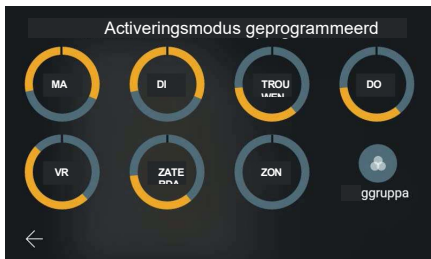 Activeringsmodus geprogrammeerd
MA
DI
TROU
WEN
DO
VR
ZATE
RDA
ZON
ggruppa